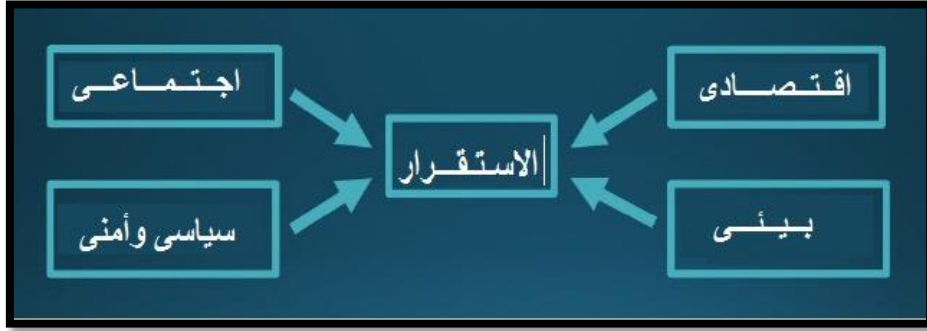 اقتصادى
اجتماعى
الاستقرار
بيئى
سياسى وأمنى